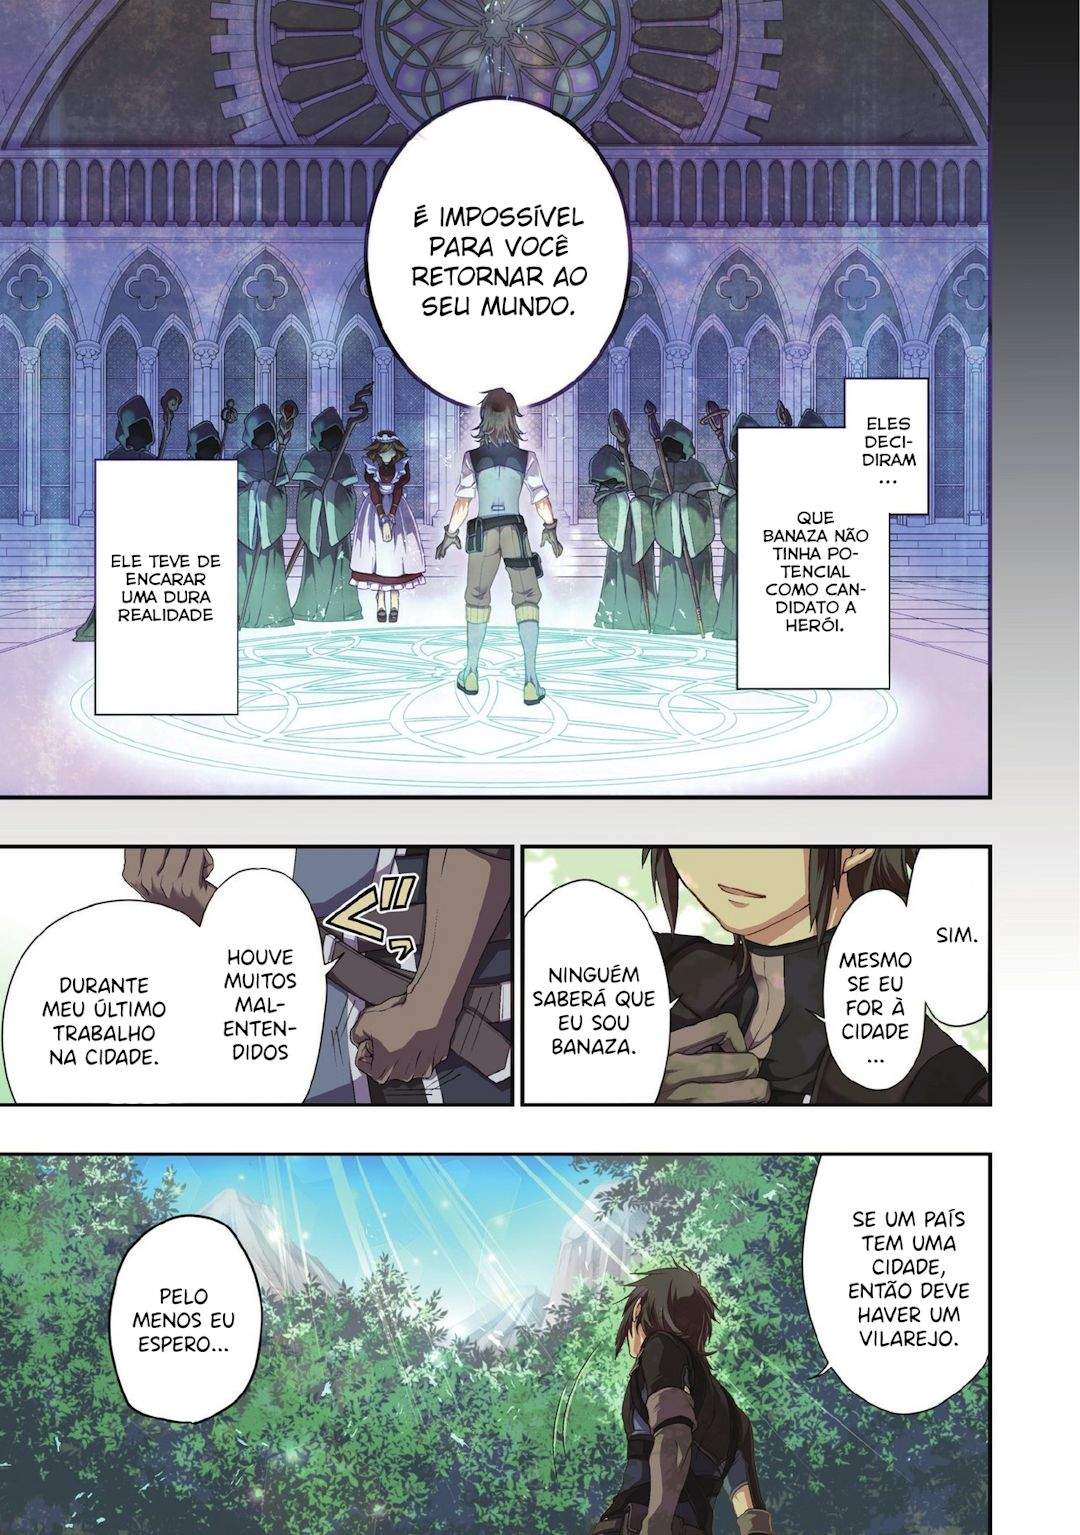 ELES
DECI-
DIRAM
...
QUE
BANAZA NÃO
TINHA PO-
TENCIAL
COMO CAN-
DIDATO A
HERÓI.
É IMPOSSÍVEL
PARA VOCÊ
RETORNAR AO
SEU MUNDO.
ELE TEVE DE
ENCARAR
UMA DURA
REALIDADE
SIM.
MESMO
SE EU
FOR À
CIDADE
...
NINGUÉM
SABERÁ QUE
EU SOU
BANAZA.
HOUVE
MUITOS
MAL-
ENTEN-
DIDOS
DURANTE
MEU ÚLTIMO
TRABALHO
NA CIDADE.
SE UM PAÍS
TEM UMA
CIDADE,
ENTÃO DEVE
HAVER UM
VILAREJO.
PELO
MENOS EU
ESPERO...